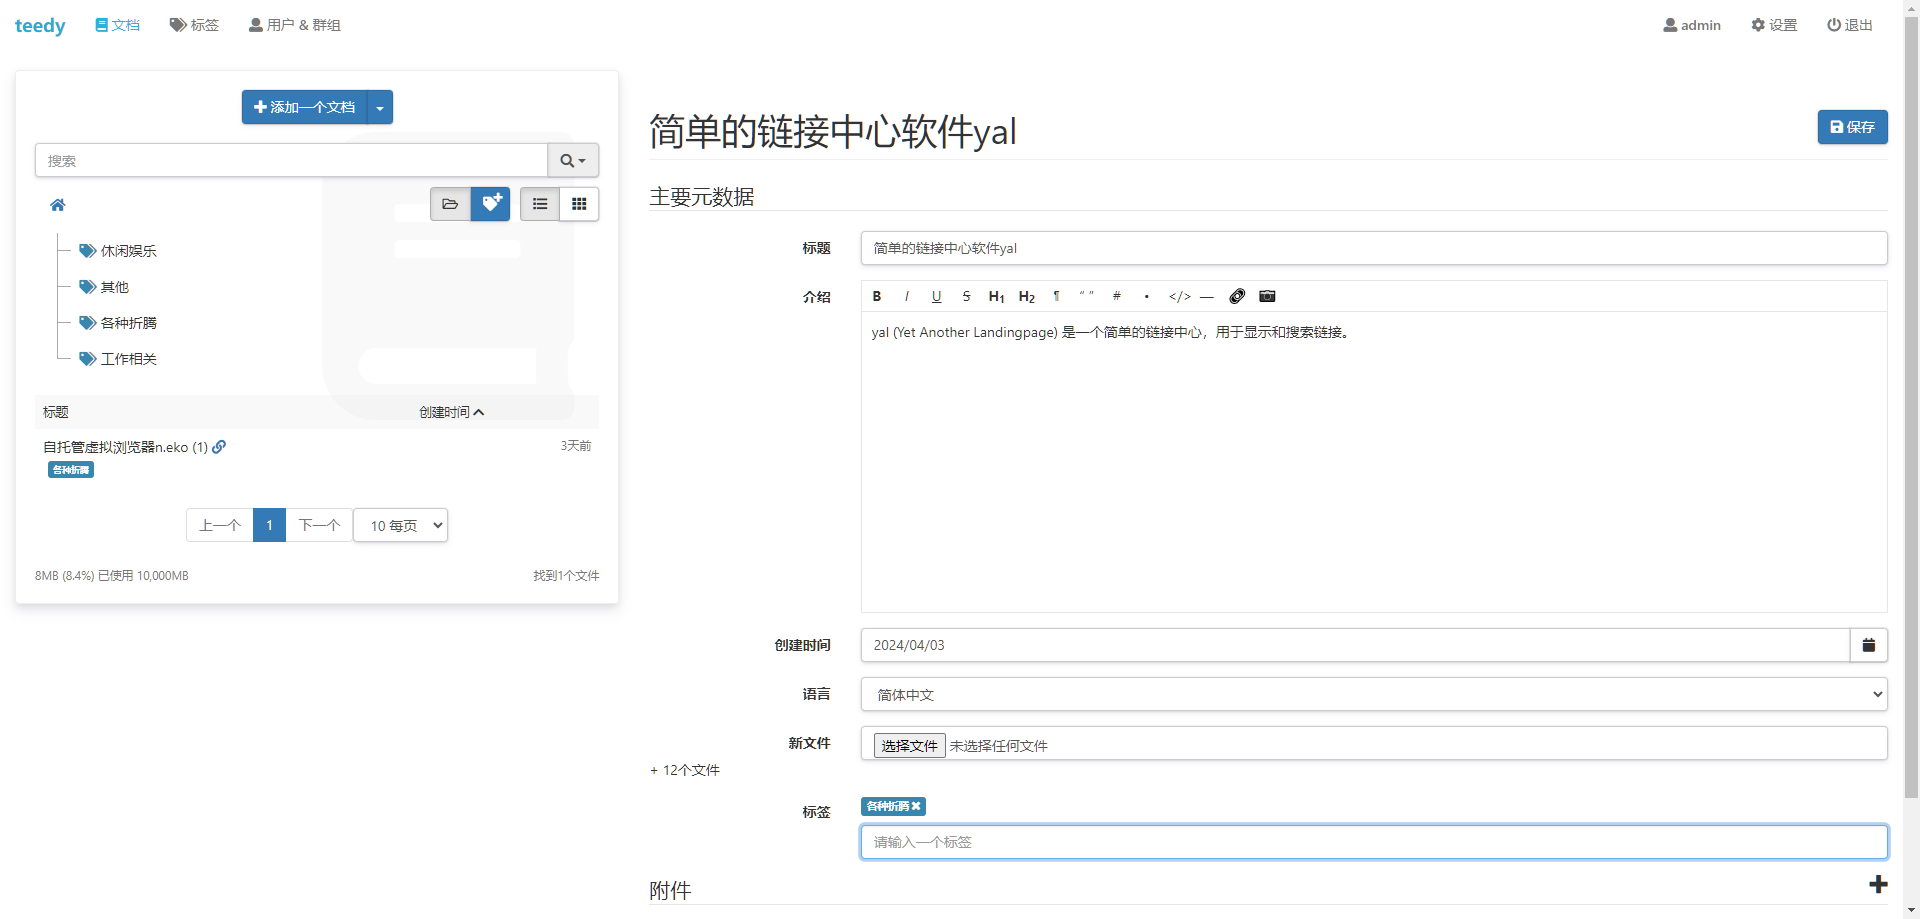 teedy 文档 标签 用户 & 群组 admin 设置 退出
添加一个文档
搜索
休闲娱乐
其他
各种折腾
工作相关
标题 创建时间
自托管虚拟浏览器n.eko (1) 3天前
各种折腾
上一个 1 下一个 10 每页
8MB (8.4%) 已使用 10,000MB 找到1个文件
简单的链接中心软件yal 保存
主要元数据
标题 简单的链接中心软件yal
介绍 B I U S H1 H2 ¶ “ ” # • </> —
yal (Yet Another Landingpage) 是一个简单的链接中心，用于显示和搜索链接。
创建时间 2024/04/03
语言 简体中文
新文件 选择文件 未选择任何文件
+ 12个文件
标签 各种折腾
请输入一个标签
附件